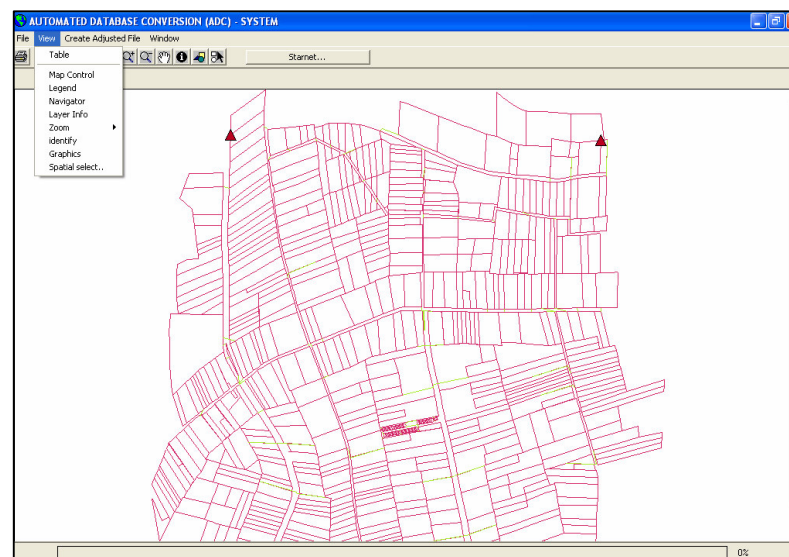 AUTOMATED DATABASE CONVERSION (ADC) - SYSTEM
File View Create Adjusted File Window
Starnet...
Table
Map Control
Legend
Navigator
Layer Info
Zoom
identify
Graphics
Spatial select..
0%